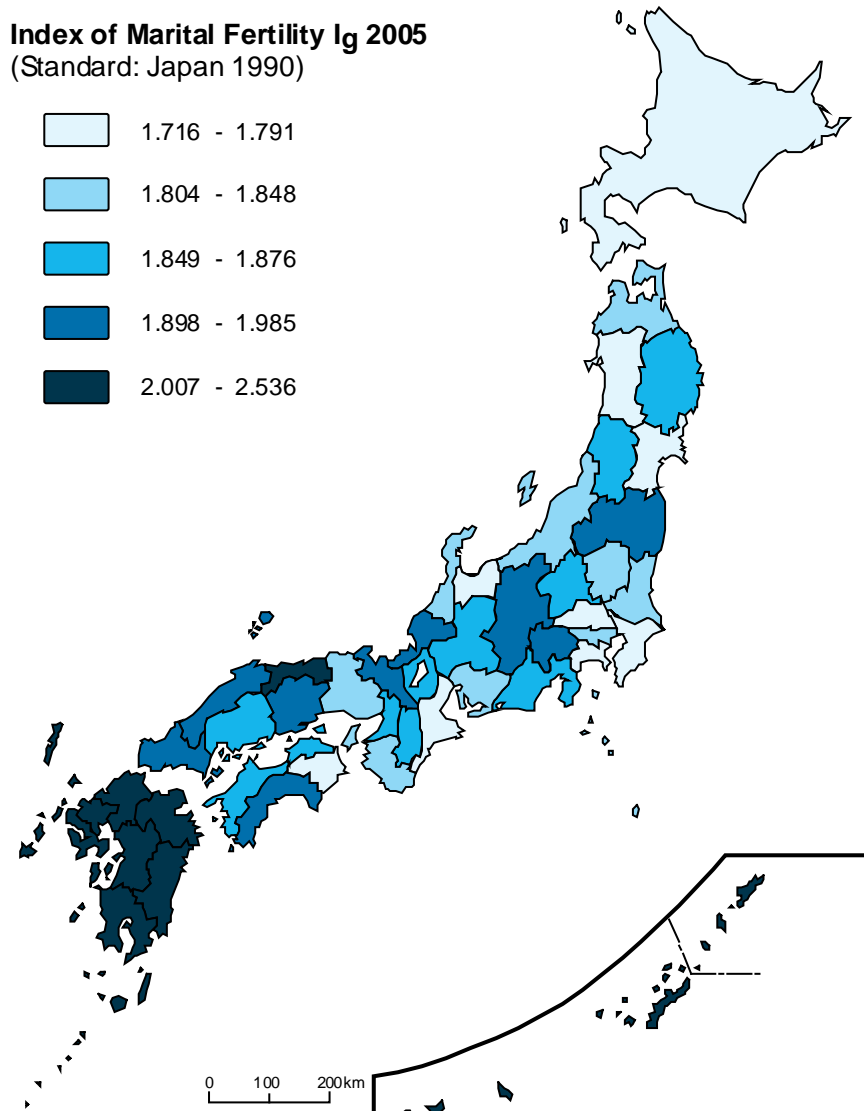 Index of Marital Fertility Ig 2005
(Standard: Japan 1990)
1.716 - 1.791
1.804 - 1.848
1.849 - 1.876
1.898 - 1.985
2.007 - 2.536
0 100 200km